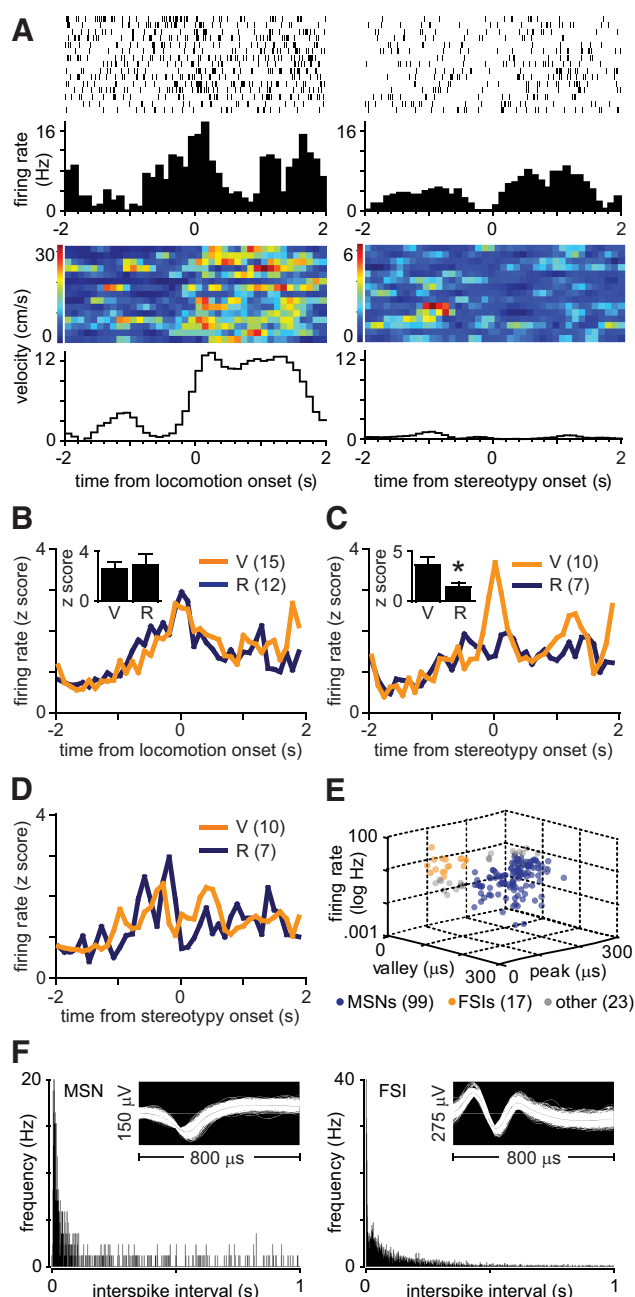 A
firing rate (Hz)
16
0
-2 0 2
16
0
-2 0 2
velocity (cm/s)
30
0
6
0
12
0
-2 0 2
time from locomotion onset (s)
12
0
-2 0 2
time from stereotypy onset (s)
B
firing rate (z score)
4
0
z score
4
0
V R
V (15)
R (12)
-2 0 2
time from locomotion onset (s)
C
firing rate (z score)
4
0
z score
5
0
*
V R
V (10)
R (7)
-2 0 2
time from stereotypy onset (s)
D
firing rate (z score)
4
0
V (10)
R (7)
-2 0 2
time from stereotypy onset (s)
E
firing rate (log Hz)
100
.001
0
valley (µs)
300
0
peak (µs)
300
MSNs (99) FSIs (17) other (23)
F
frequency (Hz)
20
0
MSN
150 µV
800 µs
0 1
interspike interval (s)
frequency (Hz)
40
0
FSI
275 µV
800 µs
0 1
interspike interval (s)